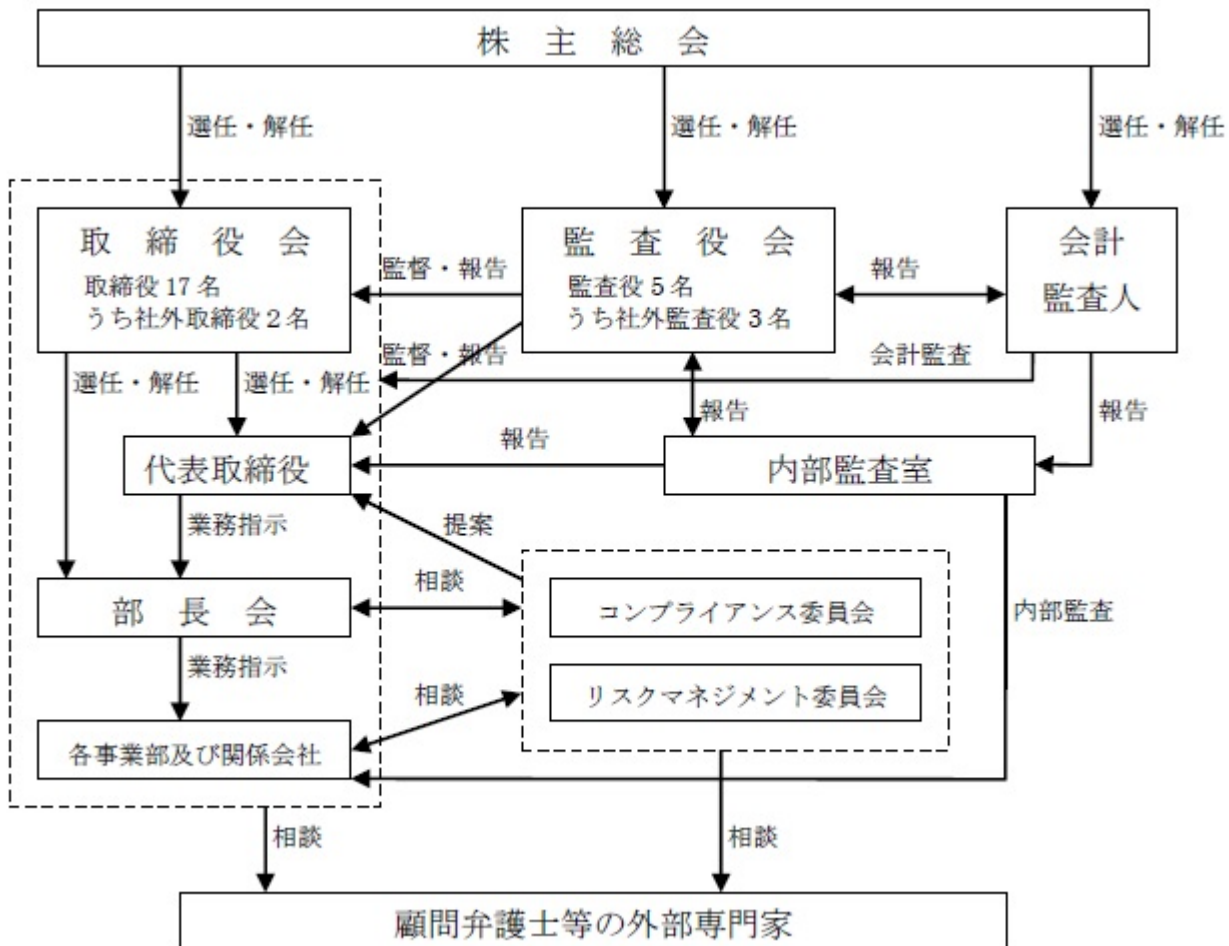 株主総会
選任・解任
選任・解任
選任・解任
取締役会
取締役 17 名
うち社外取締役 2 名
監督・報告
監査役会
監査役 5 名
うち社外監査役 3 名
報告
会計
監査人
選任・解任
選任・解任
監督・報告
会計監査
報告
報告
報告
代表取締役
内部監査室
業務指示
提案
部長会
相談
コンプライアンス委員会
内部監査
業務指示
相談
リスクマネジメント委員会
各事業部及び関係会社
相談
相談
顧問弁護士等の外部専門家